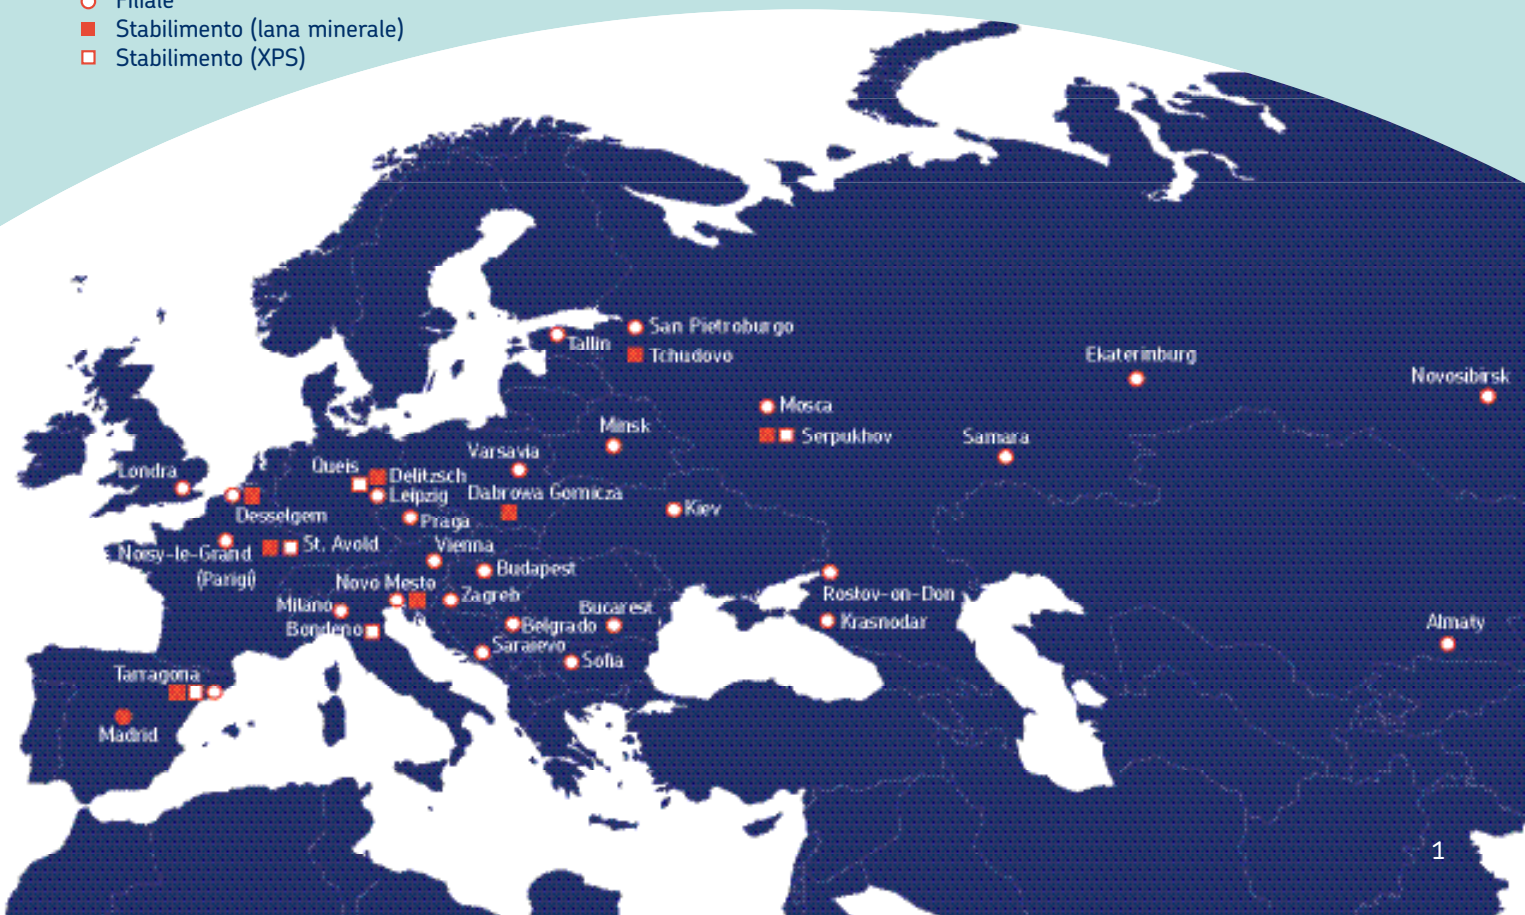 Filiale
Stabilimento (lana minerale)
Stabilimento (XPS)
San Pietroburgo
Tallin
Tchudovo
Ekaterinburg
Novosibirsk
Mosca
Minsk
Serpukhov
Samara
Varsavia
Londra
Queis
Delitzsch
Leipzig
Dabrowa Gornicza
Kiev
Desselgem
Praga
Noisy-le-Grand
(Parigi)
St. Avold
Vienna
Budapest
Novo Mesto
Zagreb
Milano
Bucarest
Rostov-on-Don
Bondeno
Belgrado
Krasnodar
Almaty
Saraievo
Sofia
Tarragona
Madrid
1